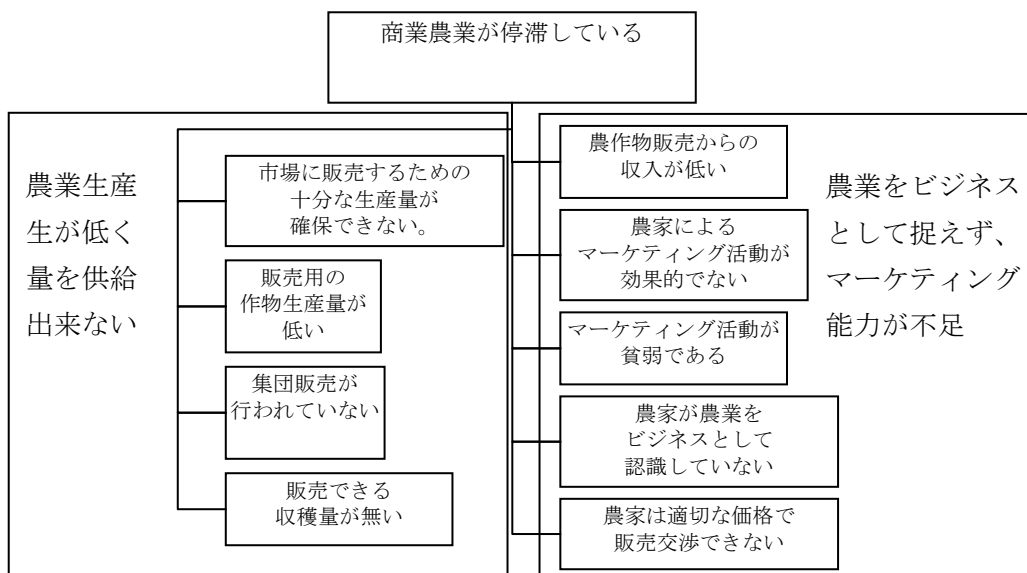 商業農業が停滞している
農業生産
生が低く
量を供給
出来ない
市場に販売するための
十分な生産量が
確保できない。
販売用の
作物生産量が
低い
集団販売が
行われていない
販売できる
収穫量が無い
農作物販売からの
収入が低い
農家による
マーケティング活動が
効果的でない
マーケティング活動が
貧弱である
農家が農業を
ビジネスとして
認識していない
農家は適切な価格で
販売交渉できない
農業をビジネス
として捉えず、
マーケティング
能力が不足